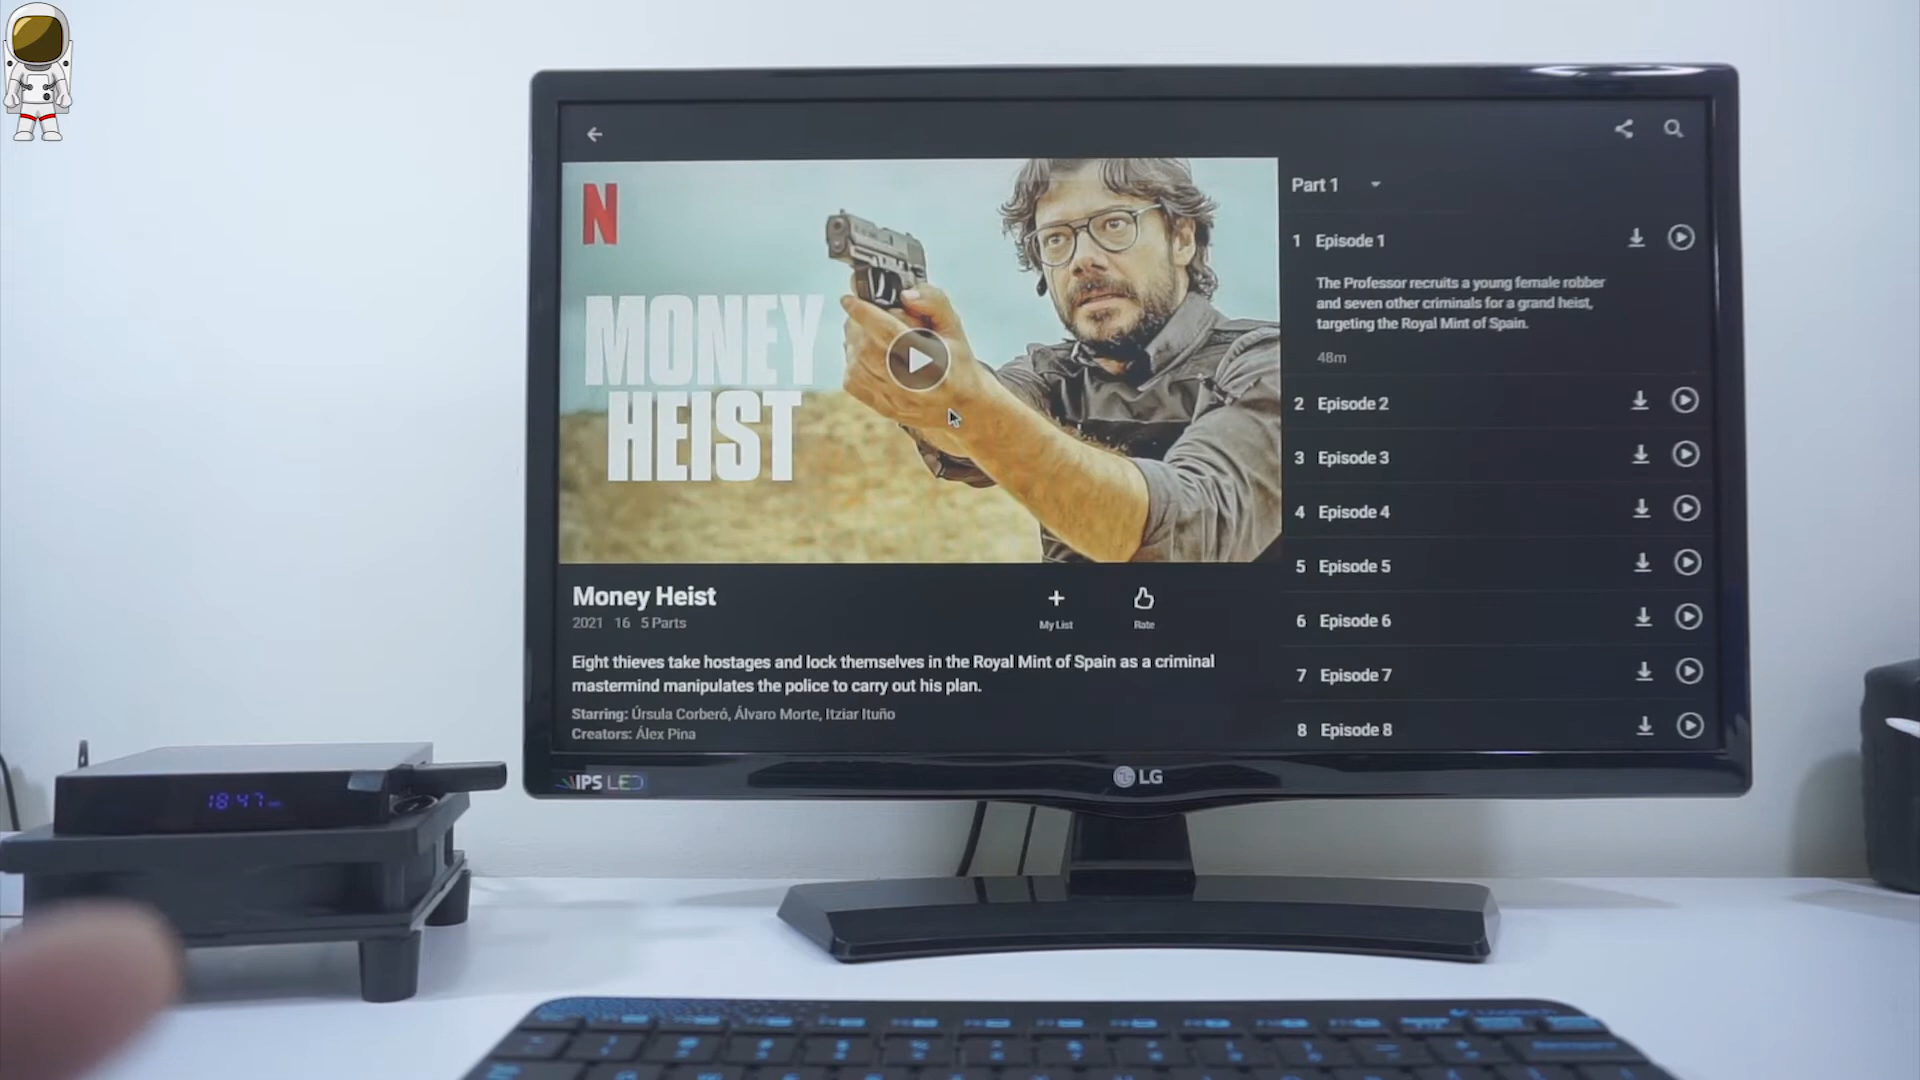 N
MONEY
HEIST
Money Heist
2021 16 5 Parts
My List
Rate
Eight thieves take hostages and lock themselves in the Royal Mint of Spain as a criminal
mastermind manipulates the police to carry out his plan.
Starring: Úrsula Corberó, Álvaro Morte, Itziar Ituño
Creators: Álex Pina
Part 1
1 Episode 1
The Professor recruits a young female robber
and seven other criminals for a grand heist,
targeting the Royal Mint of Spain.
48m
2 Episode 2
3 Episode 3
4 Episode 4
5 Episode 5
6 Episode 6
7 Episode 7
8 Episode 8
IPS LED
LG
18:47